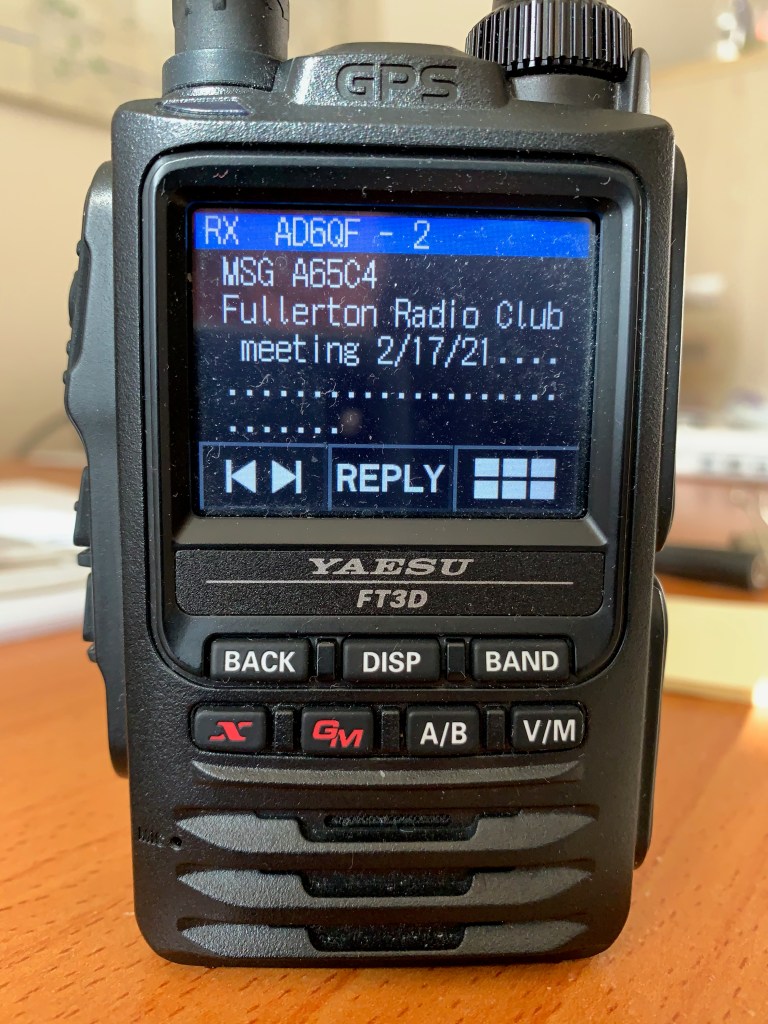 GPS
RX AD6QF - 2
MSG A65C4
Fullerton Radio Club
meeting 2/17/21....
....................
.......
REPLY
YAESU
FT3D
BACK DISP BAND
X GM A/B V/M
MIC